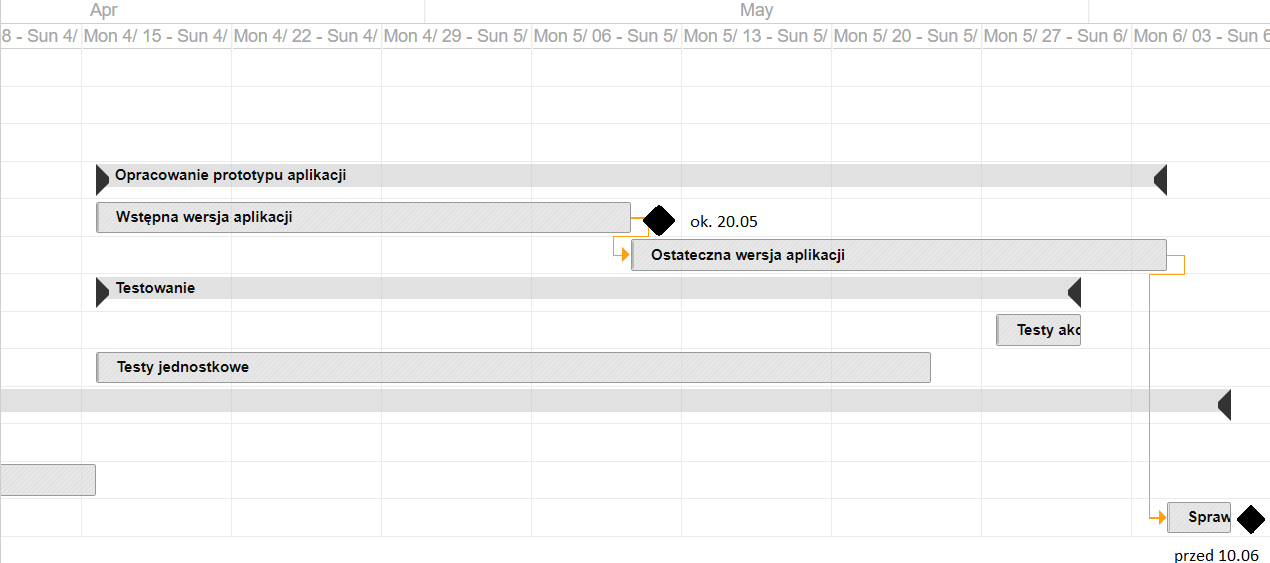 Apr May
8 - Sun 4/ Mon 4/ 15 - Sun 4/ Mon 4/ 22 - Sun 4/ Mon 4/ 29 - Sun 5/ Mon 5/ 06 - Sun 5/ Mon 5/ 13 - Sun 5/ Mon 5/ 20 - Sun 5/ Mon 5/ 27 - Sun 6/ Mon 6/ 03 - Sun 6
Opracowanie prototypu aplikacji
Wstępna wersja aplikacji ok. 20.05
Ostateczna wersja aplikacji
Testowanie
Testy akc
Testy jednostkowe
Spraw
przed 10.06